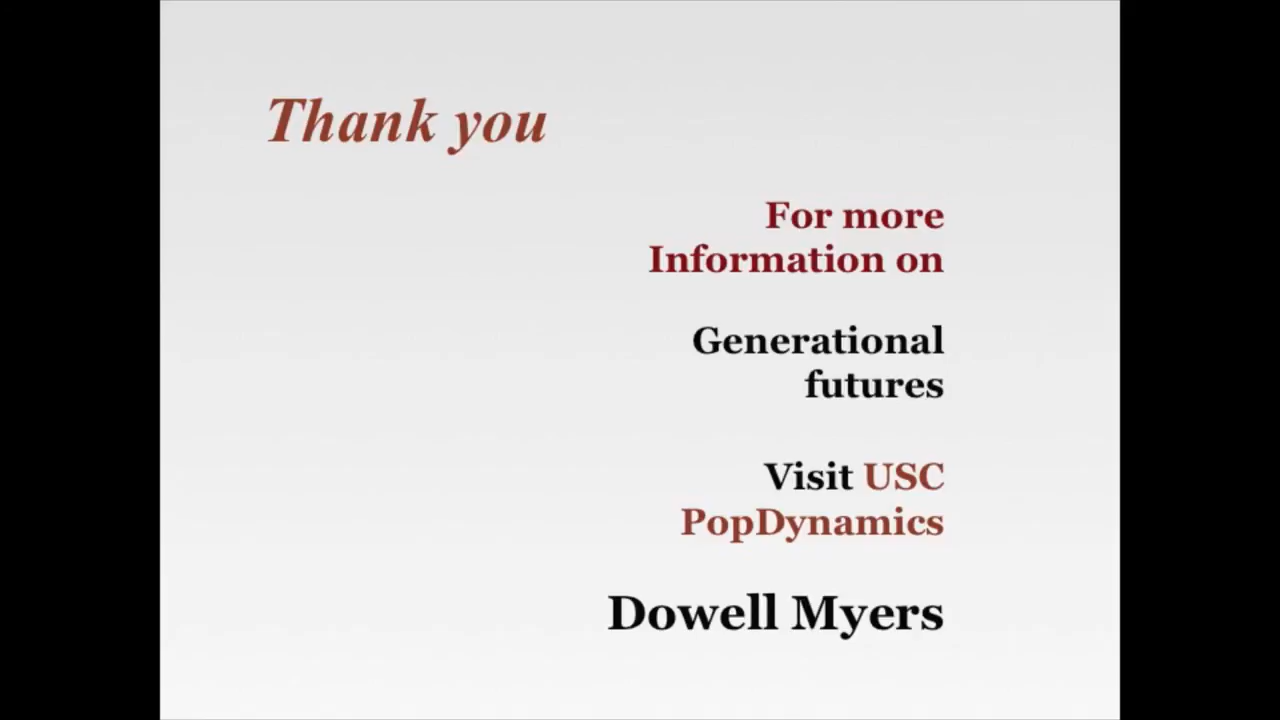 Thank you
For more
Information on
Generational
futures
Visit USC
PopDynamics
Dowell Myers